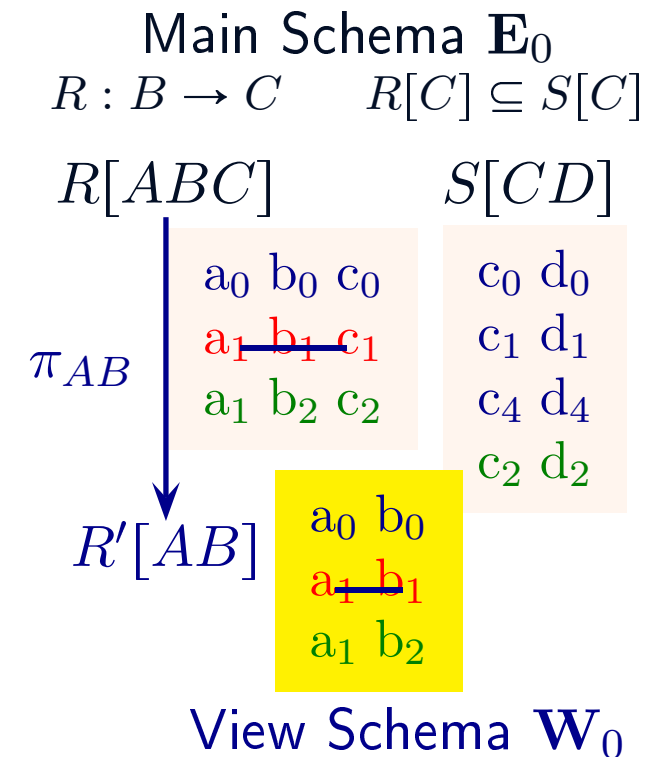 Main Schema E₀
R : B → C R[C] ⊆ S[C]
R[ABC] S[CD]
a₀ b₀ c₀ c₀ d₀
a₁ b₁ c₁ c₁ d₁
π_AB
a₁ b₂ c₂ c₄ d₄
c₂ d₂
R′[AB]
a₀ b₀
a₁ b₁
a₁ b₂
View Schema W₀